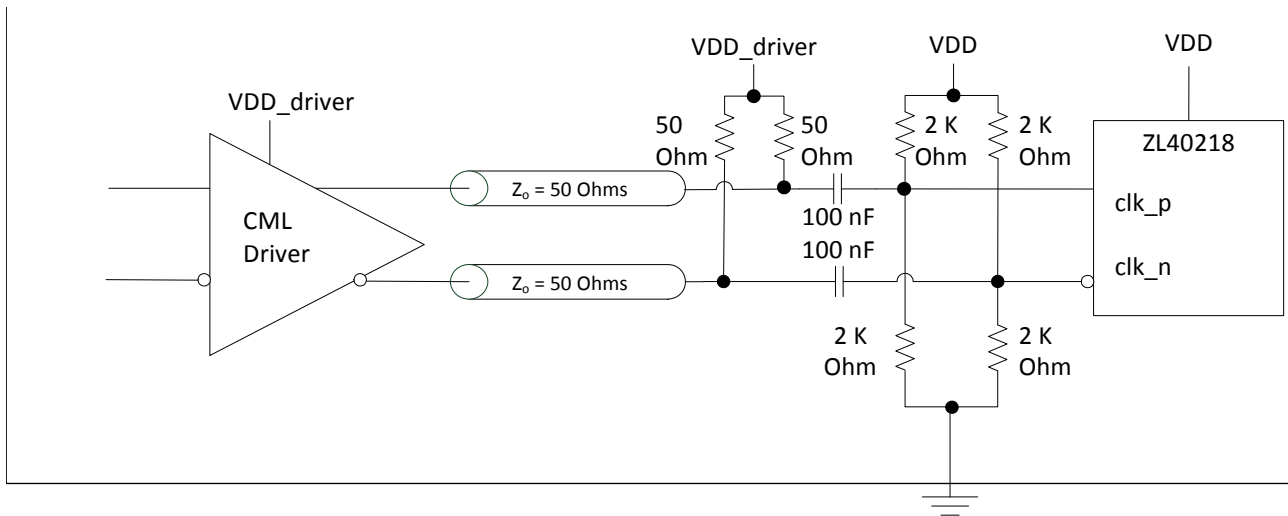 VDD_driver
VDD
VDD
VDD_driver
50
Ohm
50
Ohm
2 K
Ohm
2 K
Ohm
ZL40218
Zo = 50 Ohms
clk_p
CML
Driver
100 nF
100 nF
clk_n
Zo = 50 Ohms
2 K
Ohm
2 K
Ohm